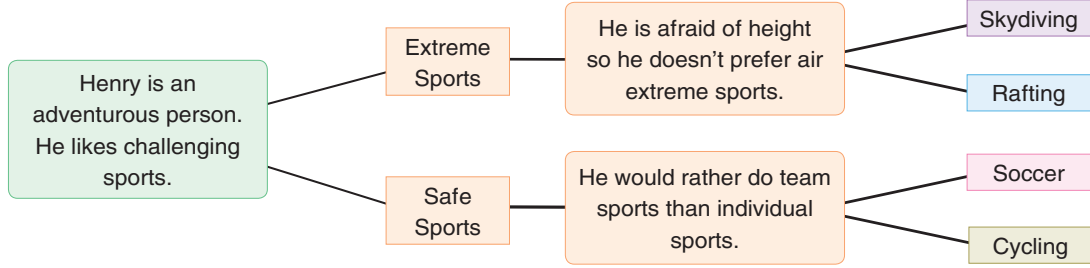 Henry is an
adventurous person.
He likes challenging
sports.
Extreme
Sports
He is afraid of height
so he doesn't prefer air
extreme sports.
Skydiving
Rafting
Safe
Sports
He would rather do team
sports than individual
sports.
Soccer
Cycling